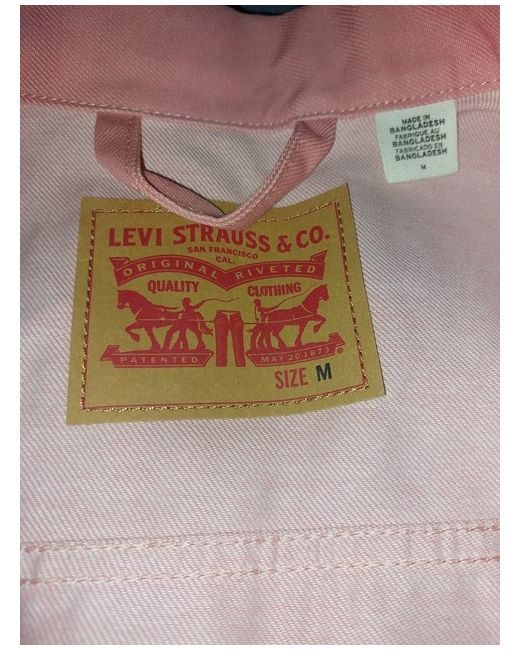 MADE IN
BANGLADESH
FABRIQUE AU
BANGLADESH
FABRICADO EN
BANGLADESH
M
LEVI STRAUSS & CO.
SAN FRANCISCO
CAL.
ORIGINAL RIVETED
QUALITY CLOTHING
PATENTED MAY 20 1873 ®
SIZE M